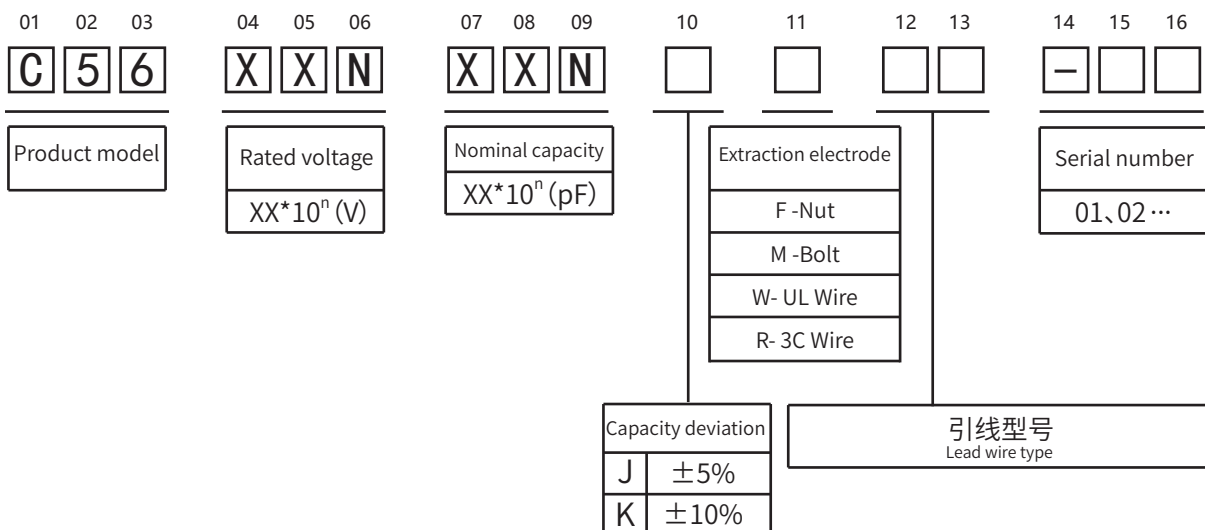 01 02 03 04 05 06 07 08 09 10 11 12 13 14 15 16
C 5 6 X X N X X N -
Product model
Rated voltage
XX*10ⁿ (V)
Nominal capacity
XX*10ⁿ (pF)
Extraction electrode
F -Nut
M -Bolt
W- UL Wire
R- 3C Wire
Serial number
01、02 ···
Capacity deviation
J ±5%
K ±10%
引线型号
Lead wire type